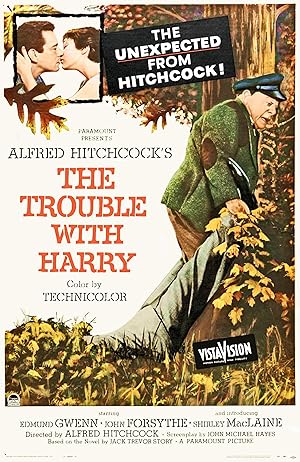 THE
UNEXPECTED
FROM
HITCHCOCK!
PARAMOUNT
PRESENTS
ALFRED HITCHCOCK'S
THE
TROUBLE
WITH
HARRY
Color by
TECHNICOLOR
VISTAVISION
starring
and introducing
EDMUND GWENN · JOHN FORSYTHE · SHIRLEY MacLAINE
Directed by ALFRED HITCHCOCK · Screenplay by JOHN MICHAEL HAYES
Based on the Novel by JACK TREVOR STORY · A PARAMOUNT PICTURE